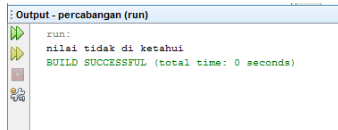 Output - percabangan (run)
run:
nilai tidak di ketahui
BUILD SUCCESSFUL (total time: 0 seconds)